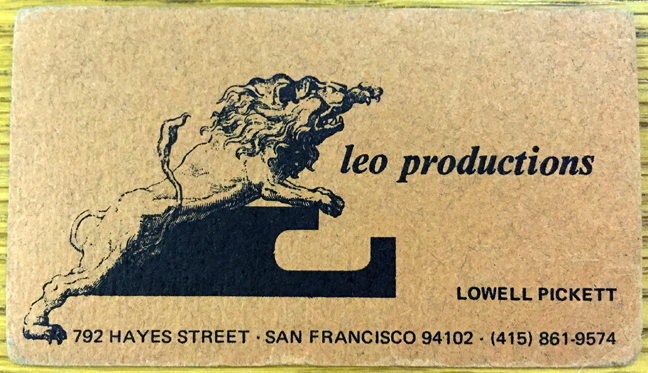 leo productions
L
LOWELL PICKETT
792 HAYES STREET · SAN FRANCISCO 94102 · (415) 861-9574